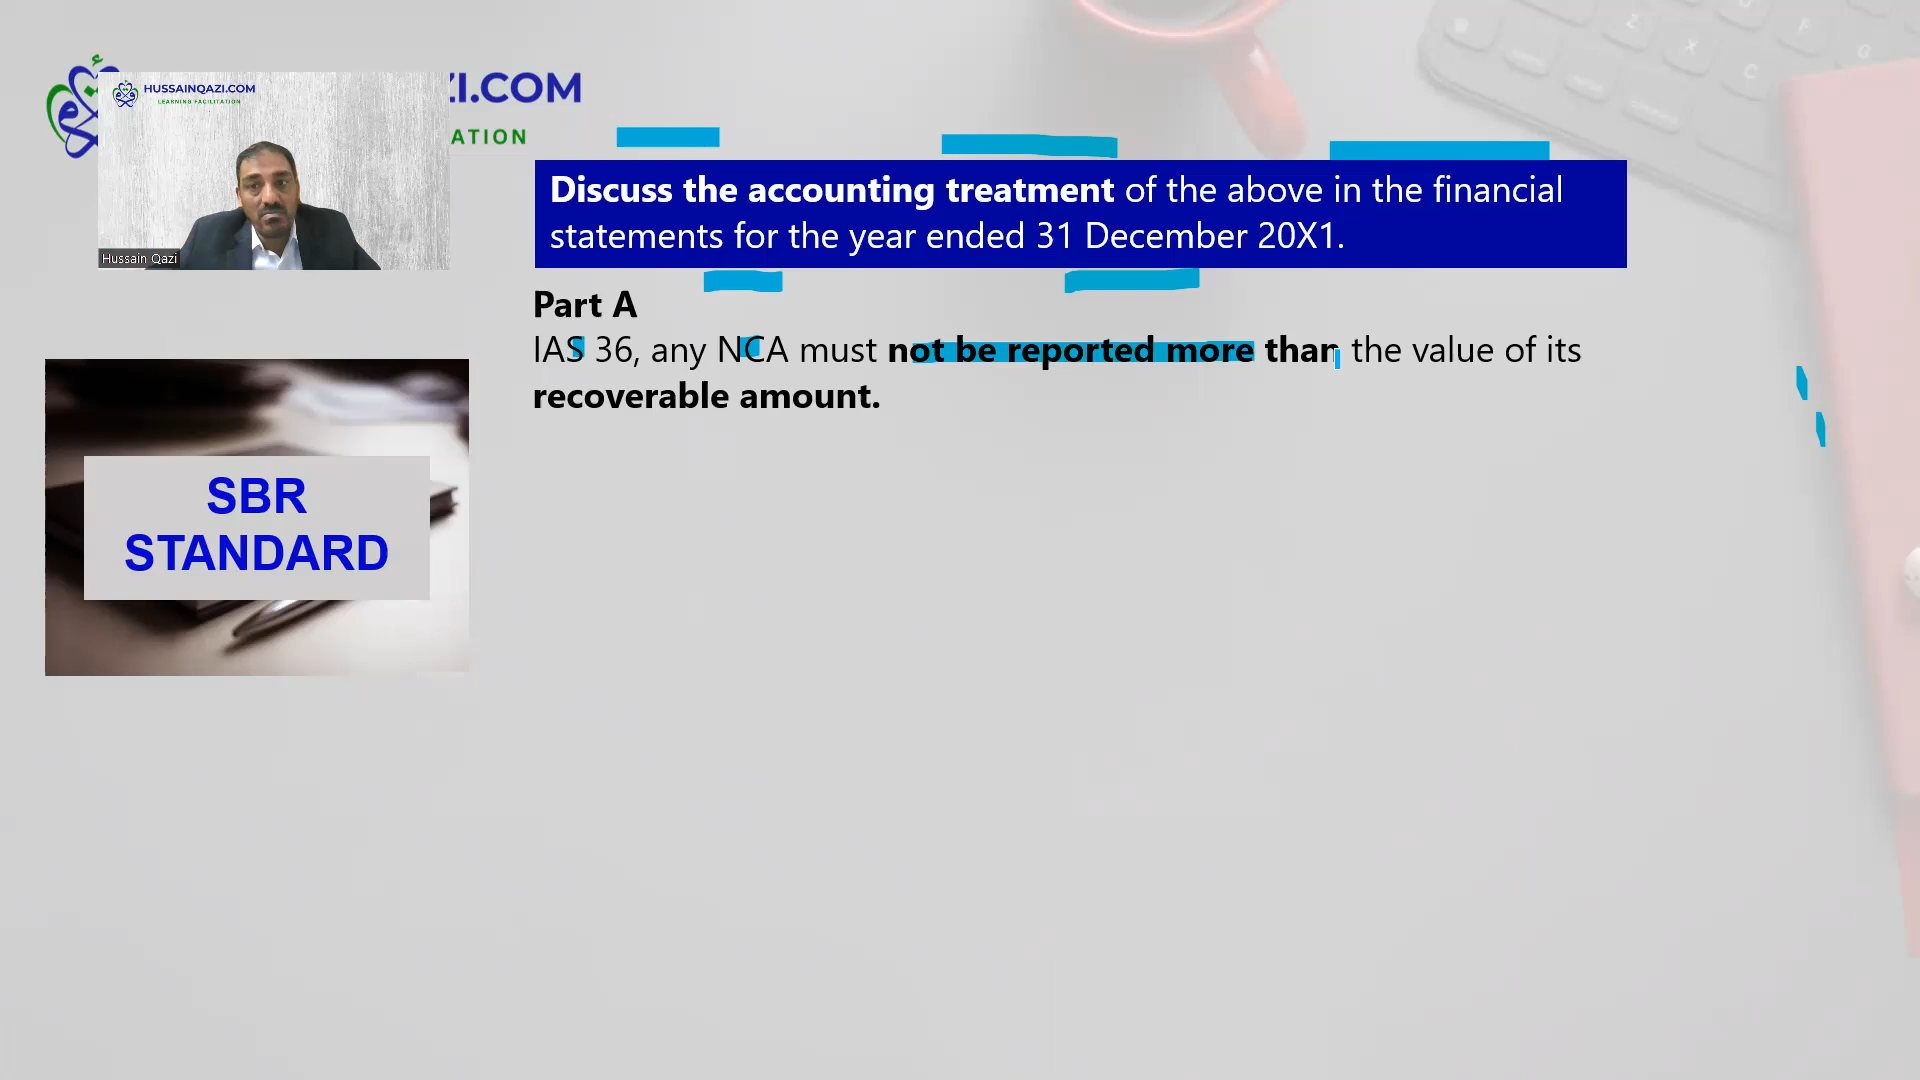 ZI.COM
ATION
HUSSAINQAZI.COM
LEARNING FACILITATION
Hussain Qazi
Discuss the accounting treatment of the above in the financial
statements for the year ended 31 December 20X1.
Part A
IAS 36, any NCA must not be reported more than the value of its
recoverable amount.
SBR
STANDARD